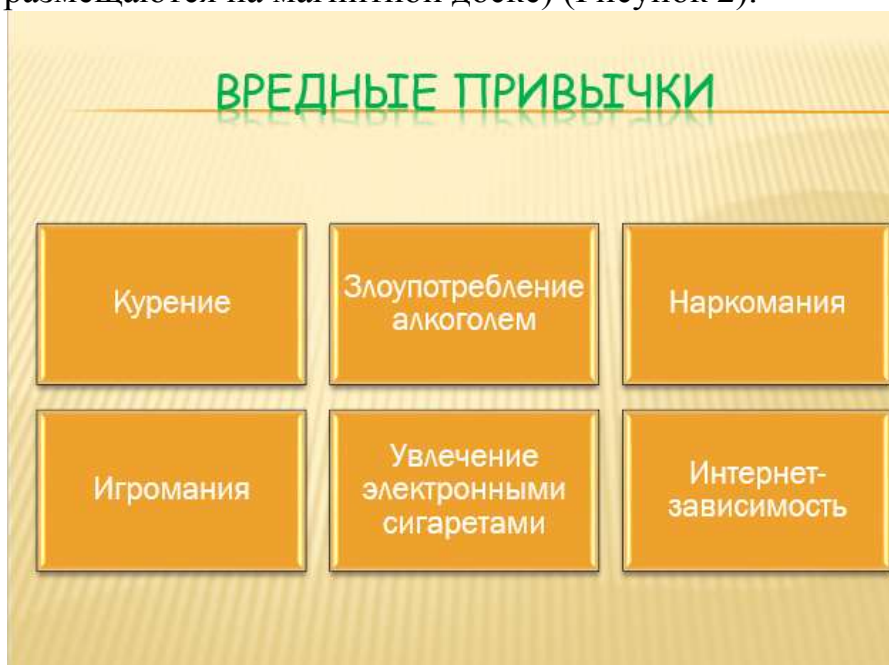 размещаются на магнитной доске) (Рисунок 2).
ВРЕДНЫЕ ПРИВЫЧКИ
Курение
Злоупотребление
алкоголем
Наркомания
Игромания
Увлечение
электронными
сигаретами
Интернет-
зависимость